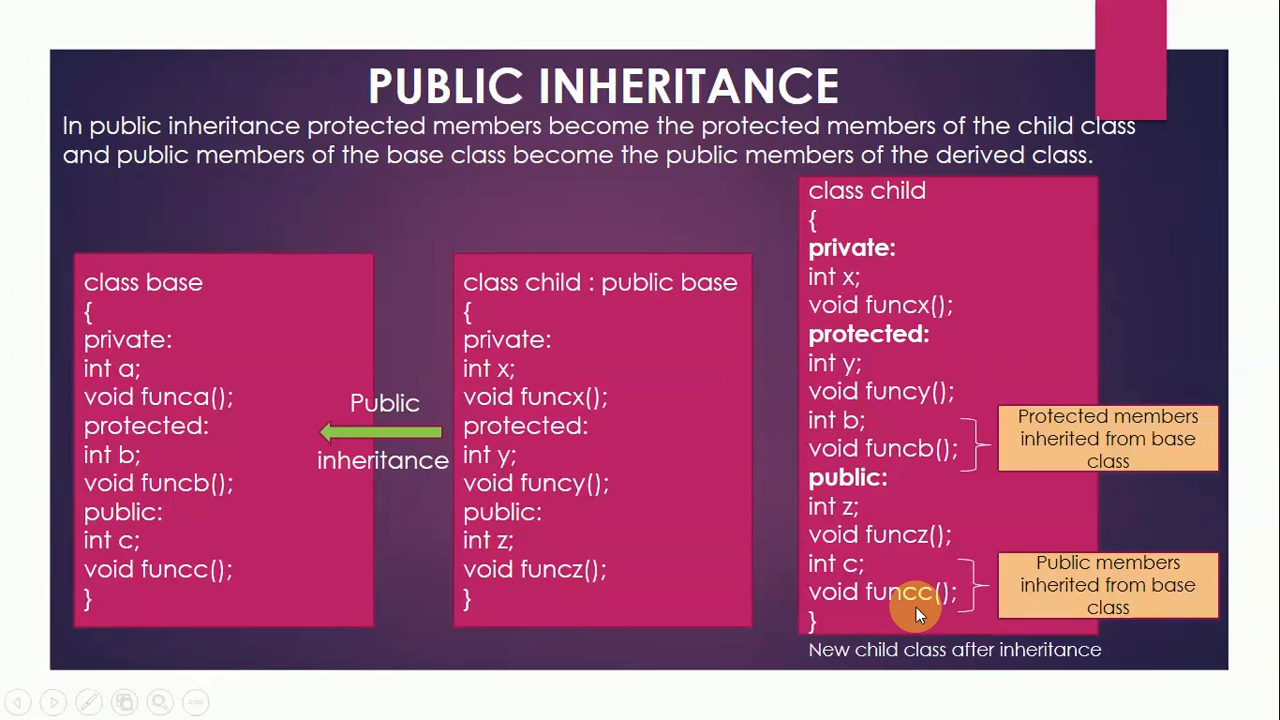 PUBLIC INHERITANCE
In public inheritance protected members become the protected members of the child class
and public members of the base class become the public members of the derived class.
class base
{
private:
int a;
void funca();
protected:
int b;
void funcb();
public:
int c;
void funcc();
}
Public
inheritance
class child : public base
{
private:
int x;
void funcx();
protected:
int y;
void funcy();
public:
int z;
void funcz();
}
class child
{
private:
int x;
void funcx();
protected:
int y;
void funcy();
int b;
void funcb();
public:
int z;
void funcz();
int c;
void funcc();
}
Protected members
inherited from base
class
Public members
inherited from base
class
New child class after inheritance